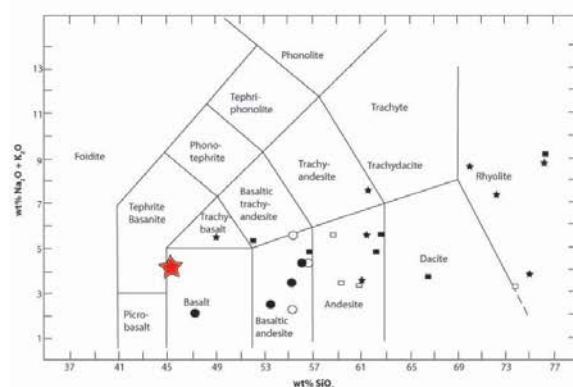 Phonolite
13
Tephri-
phonolite
11
Trachyte
Foidite
Phono-
tephrite
9
Trachy-
andesite
Trachydacite
Rhyolite
Tephrite
Basanite
Basaltic
trachy-
andesite
7
Trachy-
basalt
5
Dacite
3
Basalt
Andesite
Picro-
basalt
Basaltic
andesite
1
wt% Na2O + K2O
37 41 45 49 53 57 61 65 69 73 77
wt% SiO2